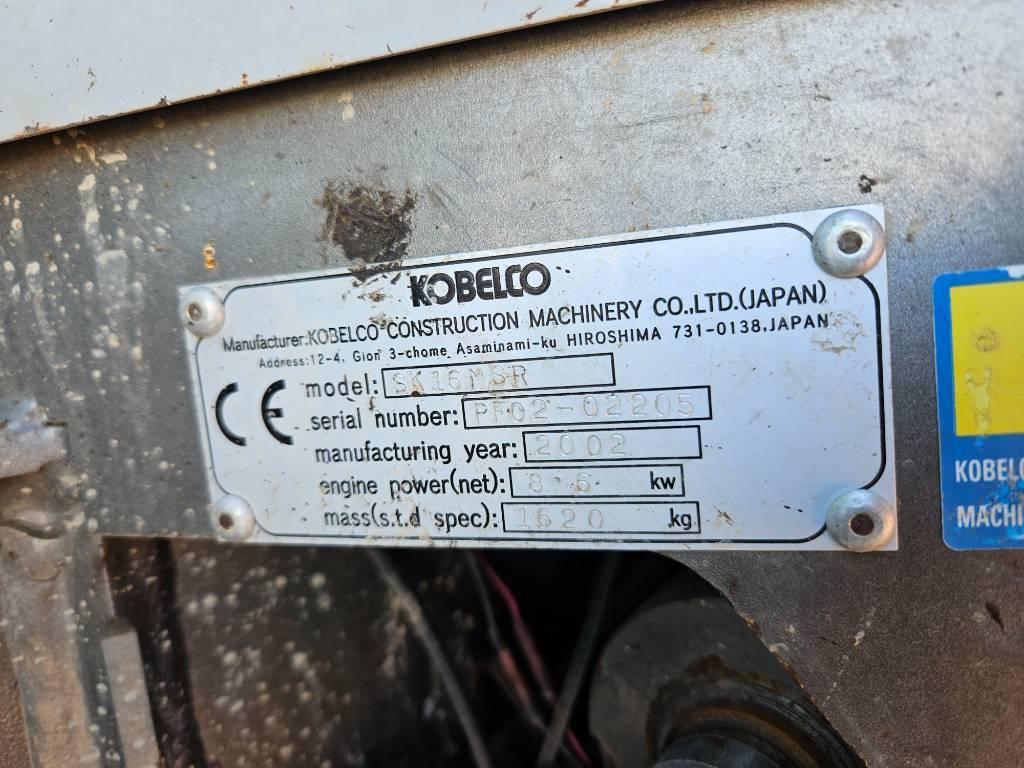 KOBELCO
Manufacturer:KOBELCO CONSTRUCTION MACHINERY CO.,LTD.(JAPAN)
Address:12-4, Gion 3-chome Asaminami-ku HIROSHIMA 731-0138,JAPAN
CE
model: SK16MSR
serial number: PF02-02205
manufacturing year: 2002
engine power(net): 8.6 kw
mass(s.t.d spec): 1620 kg
KOBELC
MACHI